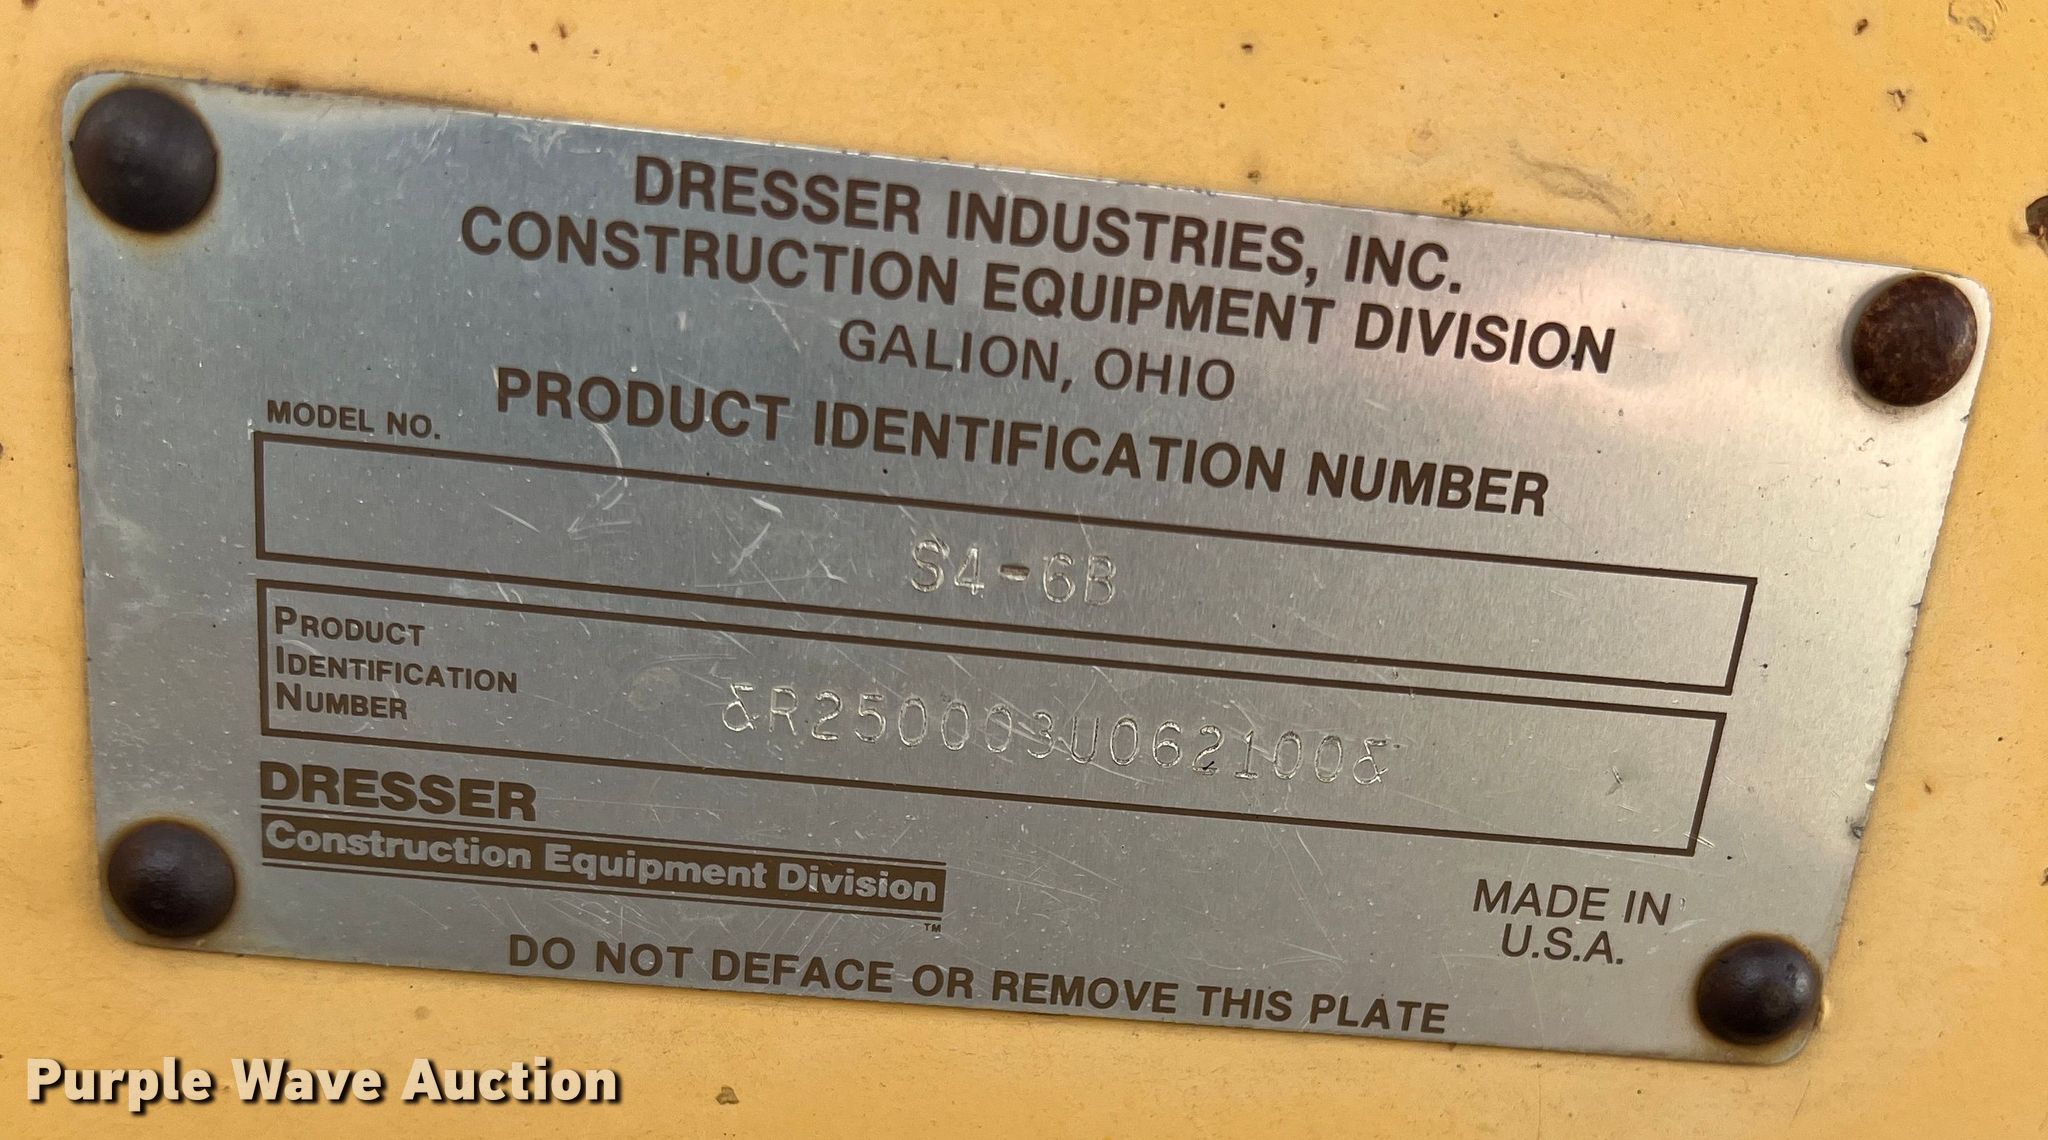 DRESSER INDUSTRIES, INC.
CONSTRUCTION EQUIPMENT DIVISION
GALION, OHIO
PRODUCT IDENTIFICATION NUMBER
MODEL NO.
S4-6B
PRODUCT
IDENTIFICATION
NUMBER
&R250003U062100&
DRESSER
Construction Equipment Division
TM
MADE IN
U.S.A.
DO NOT DEFACE OR REMOVE THIS PLATE
Purple Wave Auction